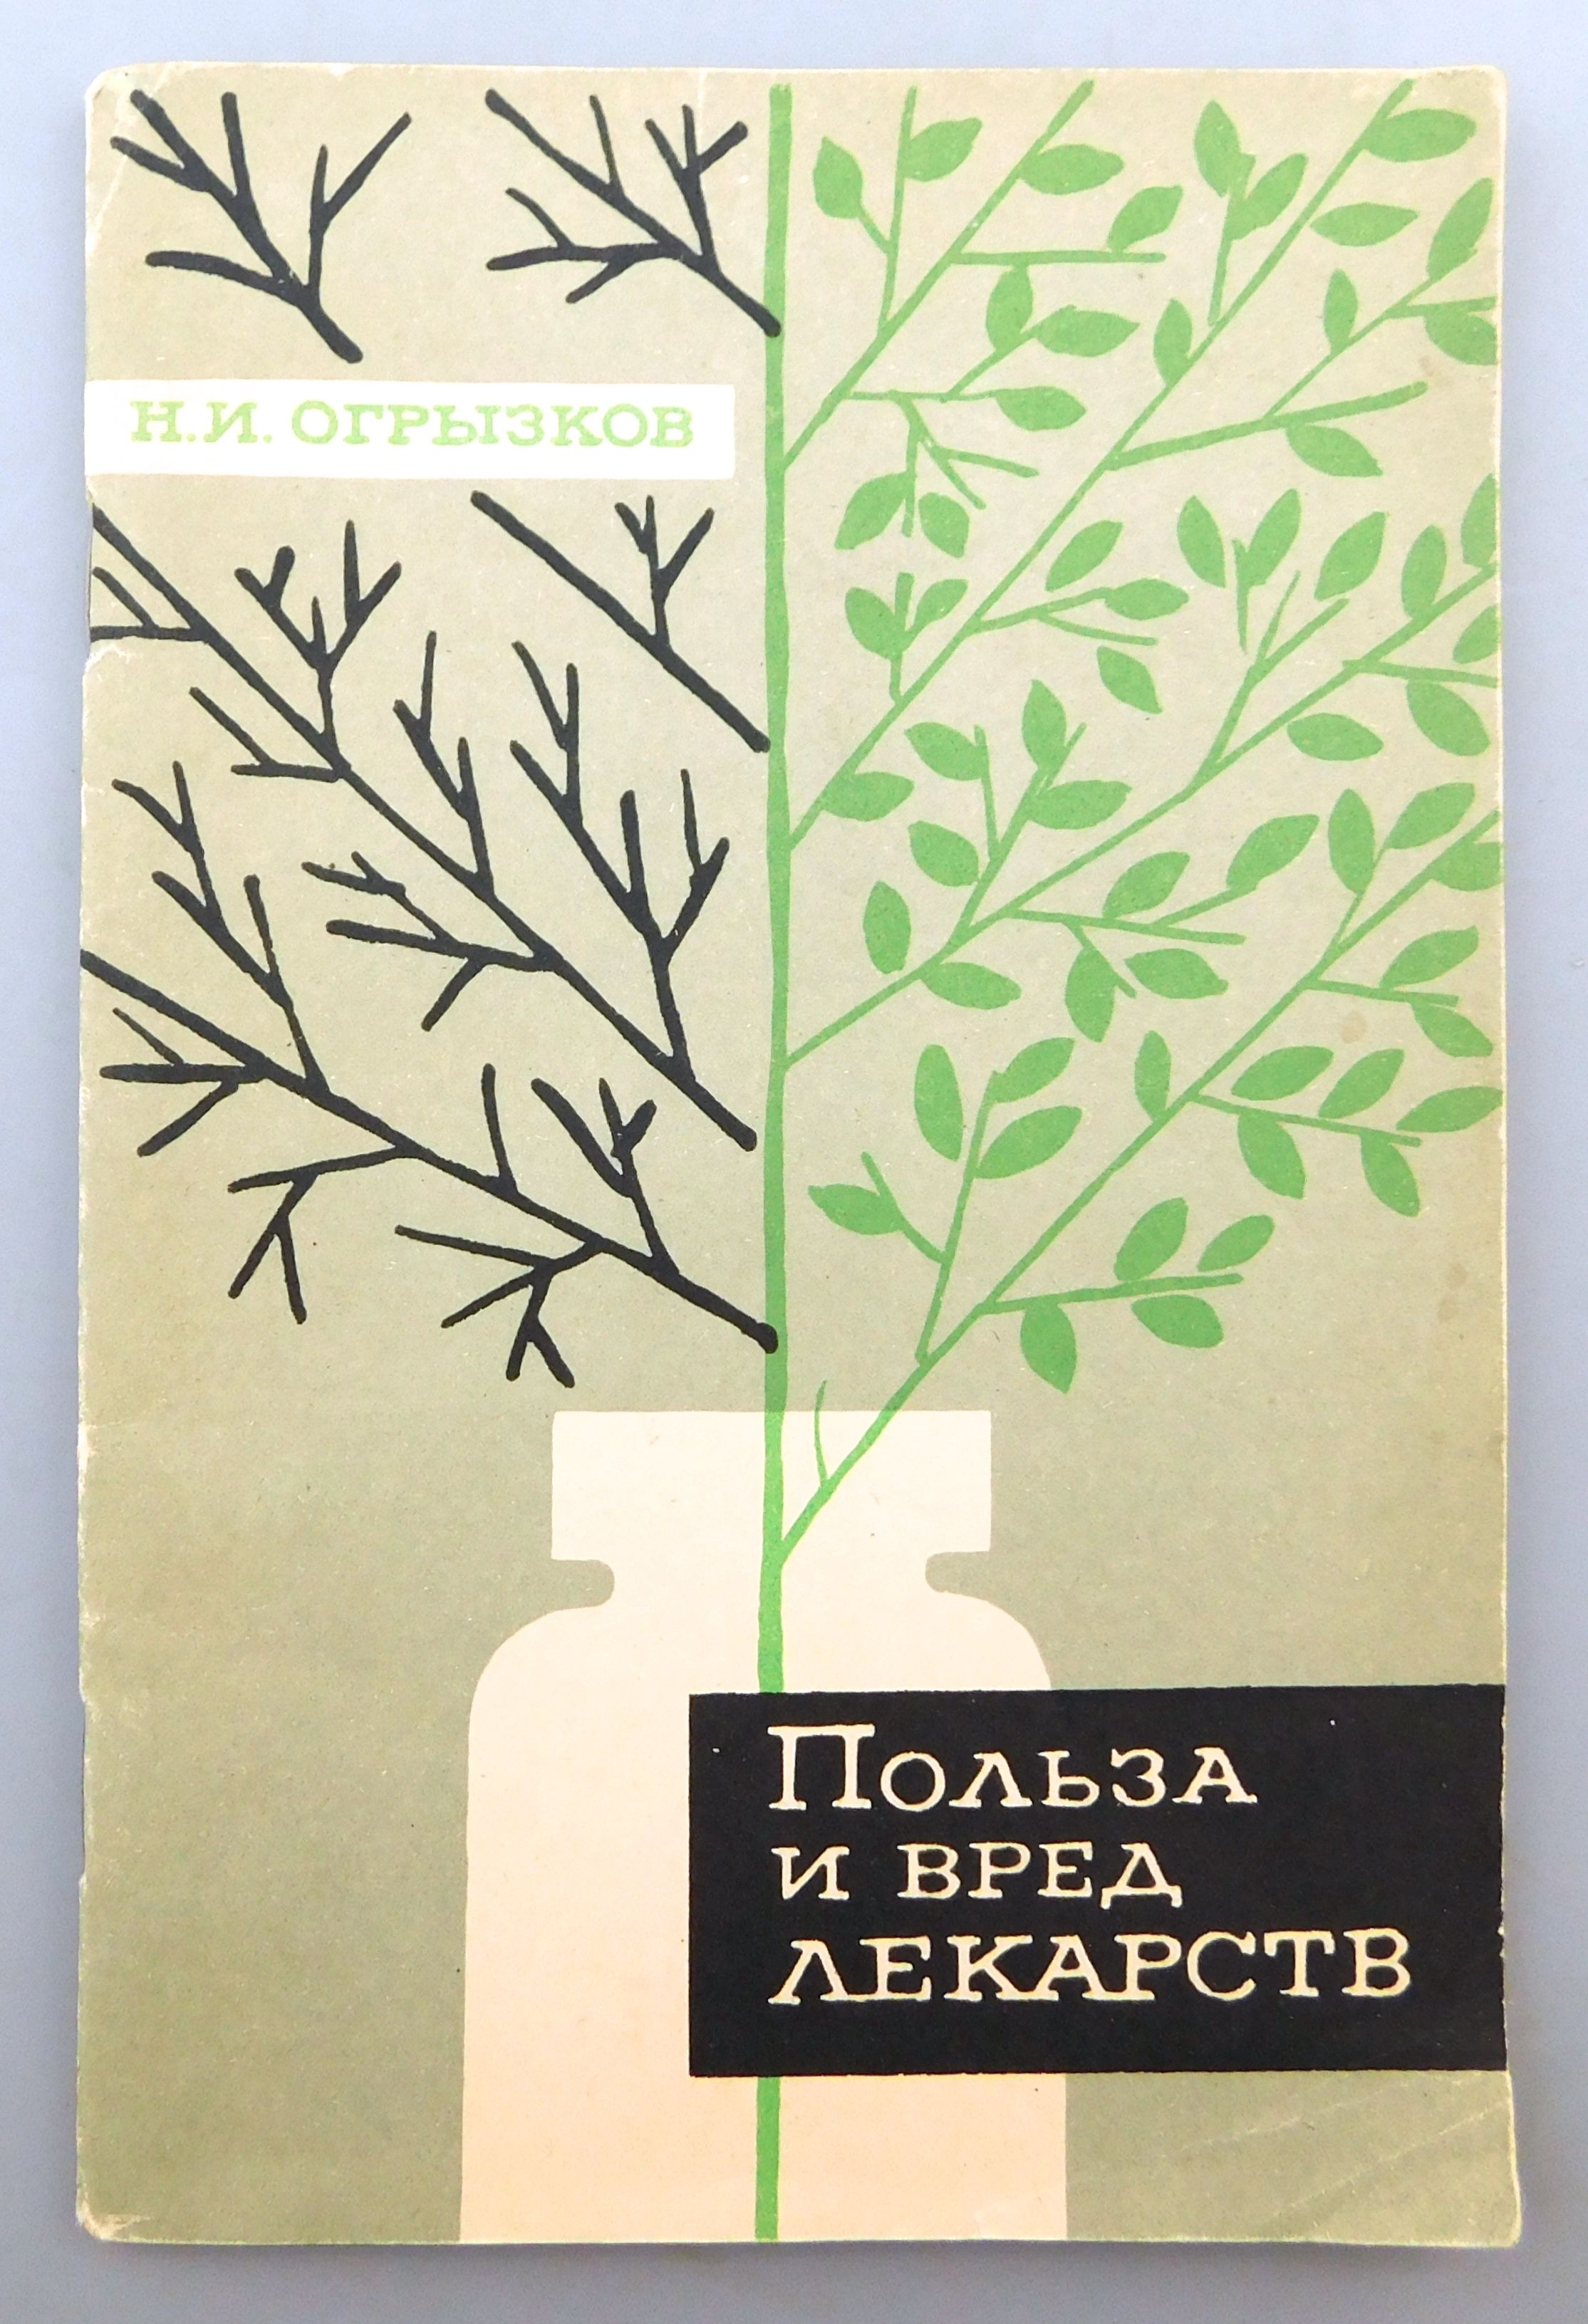 Н.И. ОГРЫЗКОВ
Польза
и вред
лекарств